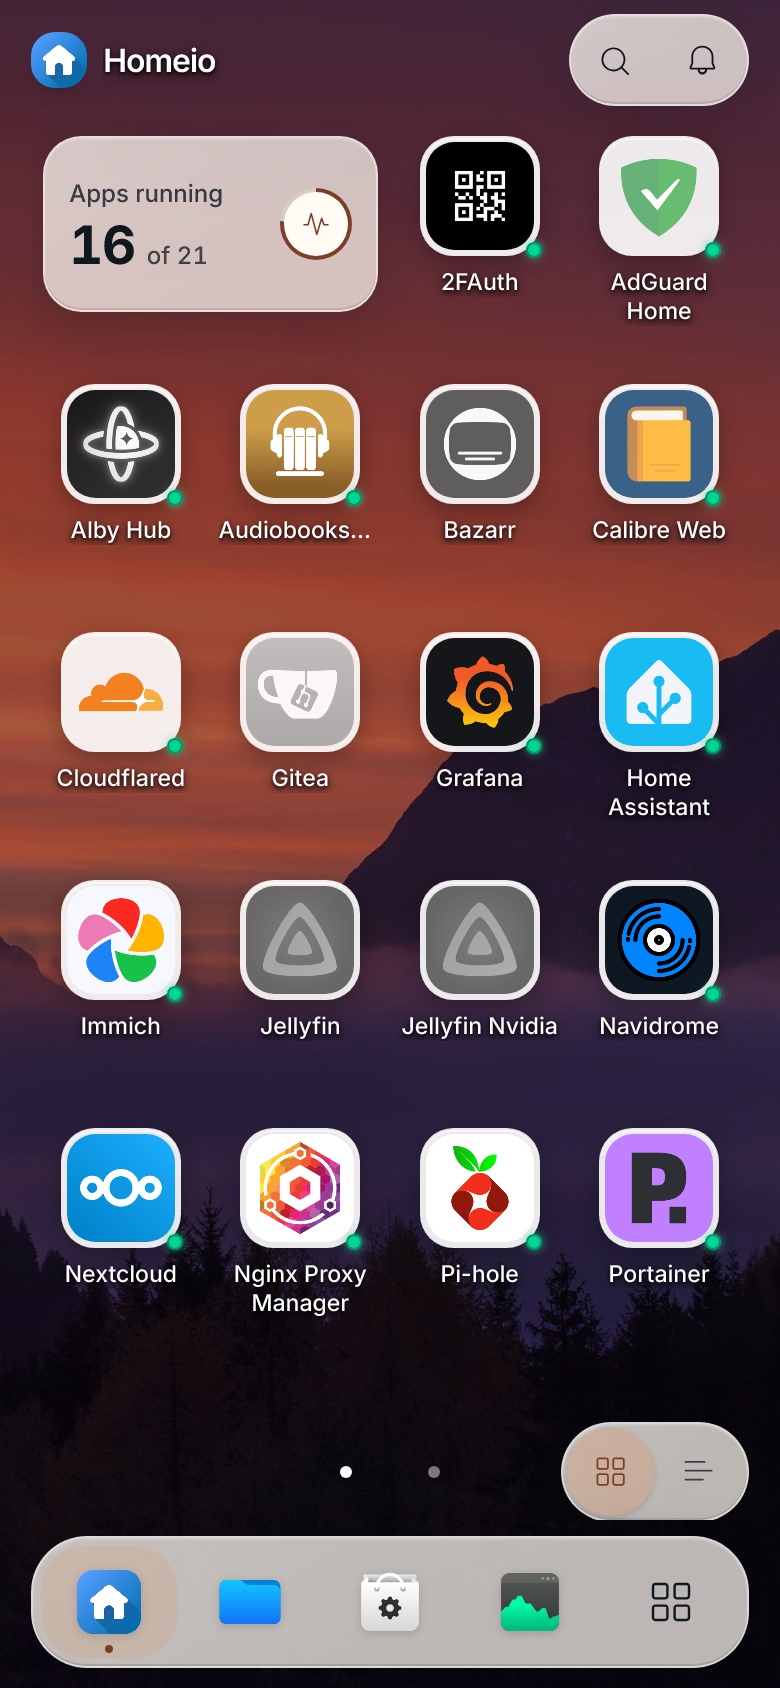 Homeio
Apps running
16 of 21
2FAuth
AdGuard
Home
Alby Hub
Audiobooks...
Bazarr
Calibre Web
Cloudflared
Gitea
Grafana
Home
Assistant
Immich
Jellyfin
Jellyfin Nvidia
Navidrome
Nextcloud
Nginx Proxy
Manager
Pi-hole
P.
Portainer